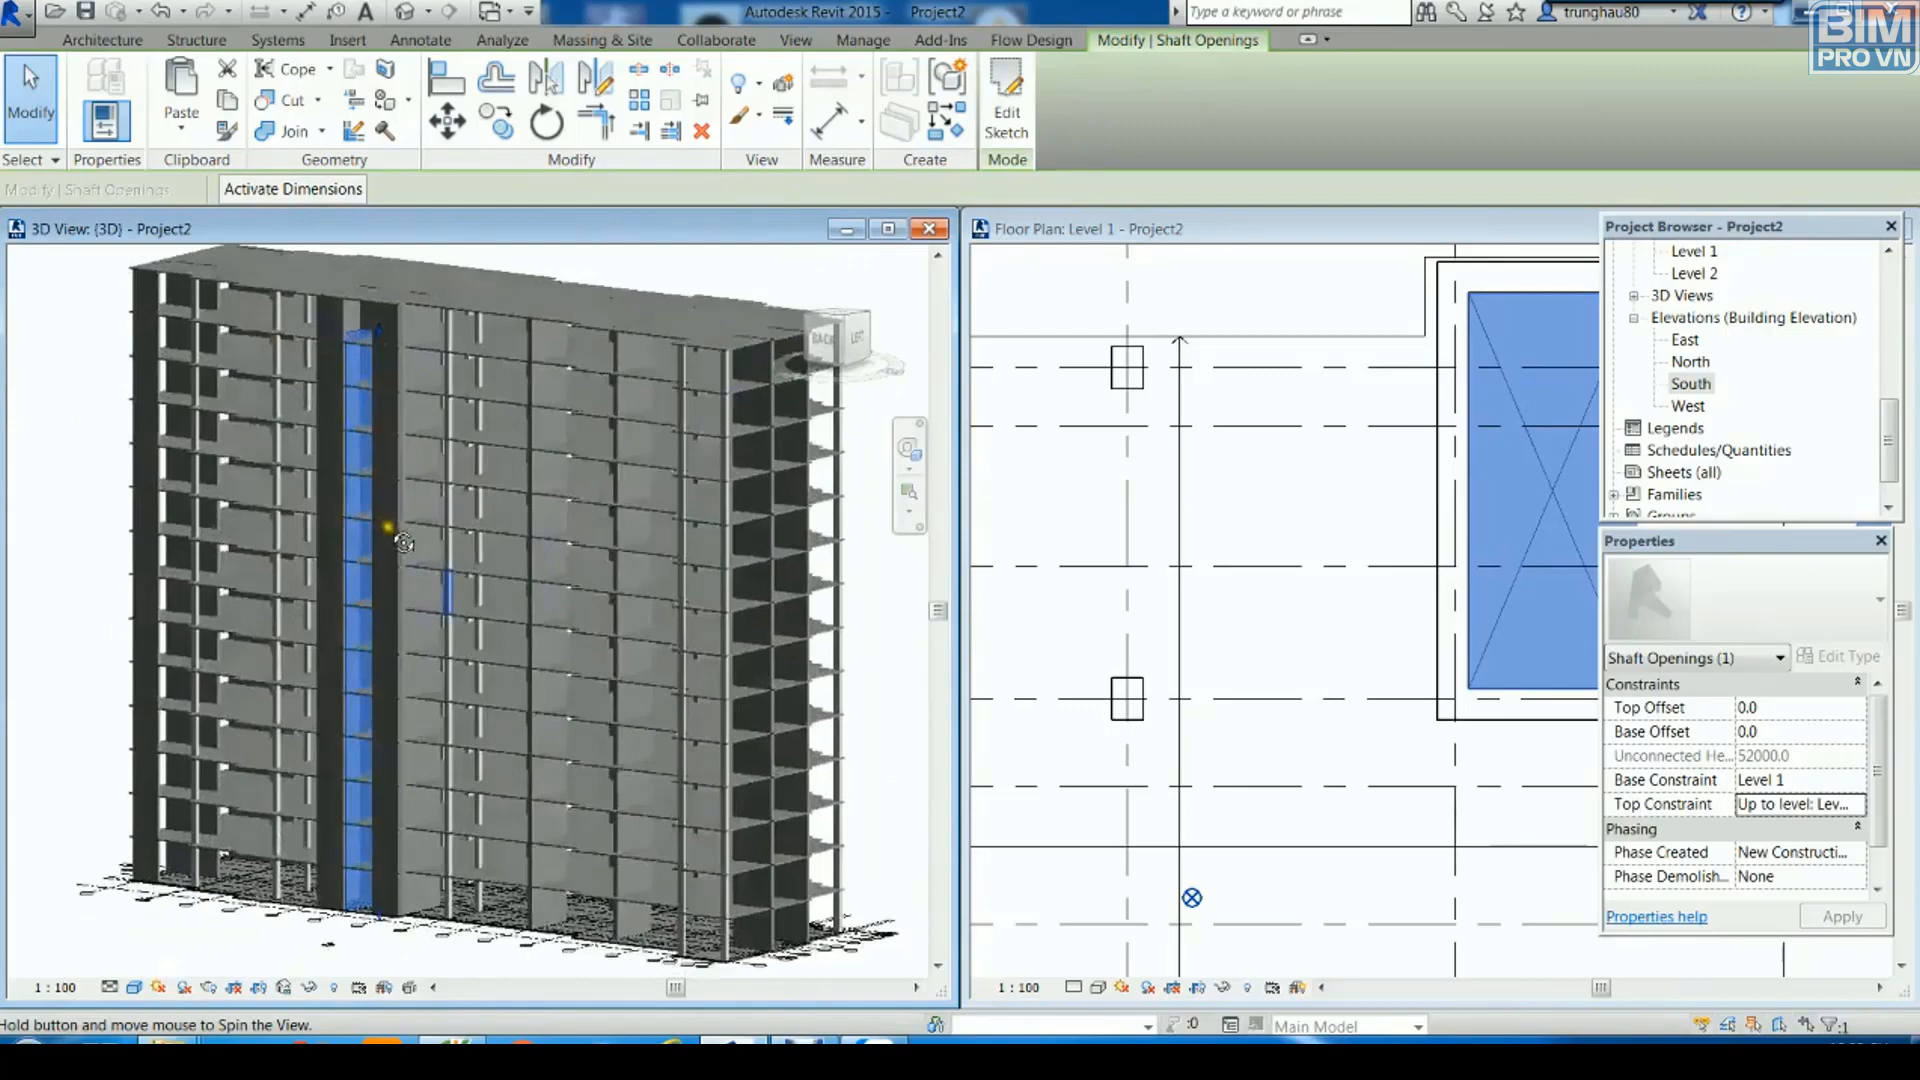 Autodesk Revit 2015 - Project2
Type a keyword or phrase
trunghau80
BIM
PRO VN
Architecture Structure Systems Insert Annotate Analyze Massing & Site Collaborate View Manage Add-Ins Flow Design Modify | Shaft Openings
Modify
Paste
Cope
Cut
Join
Edit
Sketch
Select Properties Clipboard Geometry Modify View Measure Create Mode
Modify | Shaft Openings
Activate Dimensions
3D View: {3D} - Project2
BACK
LEFT
1 : 100
Floor Plan: Level 1 - Project2
1 : 100
Project Browser - Project2
Level 1
Level 2
3D Views
Elevations (Building Elevation)
East
North
South
West
Legends
Schedules/Quantities
Sheets (all)
Families
Groups
Properties
Shaft Openings (1)
Edit Type
Constraints
Top Offset 0.0
Base Offset 0.0
Unconnected He... 52000.0
Base Constraint Level 1
Top Constraint Up to level: Lev...
Phasing
Phase Created New Constructi...
Phase Demolish... None
Properties help
Apply
Hold button and move mouse to Spin the View.
:0
Main Model
:1